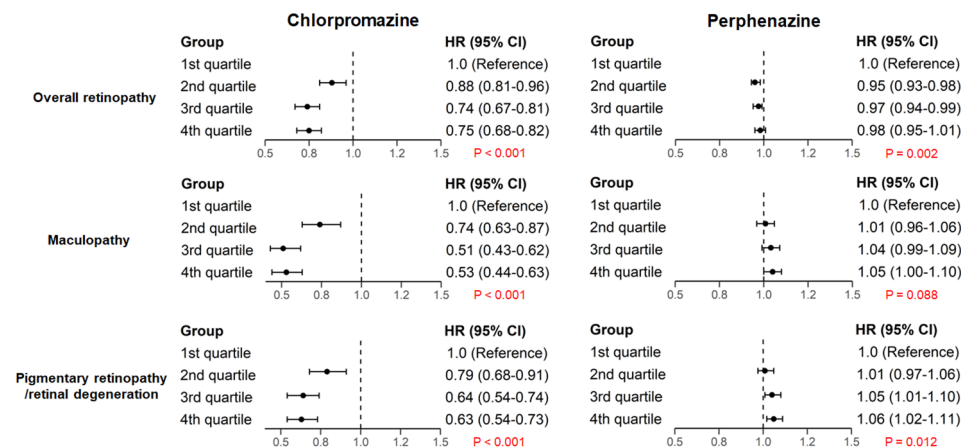 Chlorpromazine
Perphenazine
Overall retinopathy
Group HR (95% CI)
1st quartile 1.0 (Reference)
2nd quartile 0.88 (0.81-0.96)
3rd quartile 0.74 (0.67-0.81)
4th quartile 0.75 (0.68-0.82)
0.5 0.8 1.0 1.2 1.5 P < 0.001
Group HR (95% CI)
1st quartile 1.0 (Reference)
2nd quartile 0.95 (0.93-0.98)
3rd quartile 0.97 (0.94-0.99)
4th quartile 0.98 (0.95-1.01)
0.5 0.8 1.0 1.2 1.5 P = 0.002
Maculopathy
Group HR (95% CI)
1st quartile 1.0 (Reference)
2nd quartile 0.74 (0.63-0.87)
3rd quartile 0.51 (0.43-0.62)
4th quartile 0.53 (0.44-0.63)
0.5 0.8 1.0 1.2 1.5 P < 0.001
Group HR (95% CI)
1st quartile 1.0 (Reference)
2nd quartile 1.01 (0.96-1.06)
3rd quartile 1.04 (0.99-1.09)
4th quartile 1.05 (1.00-1.10)
0.5 0.8 1.0 1.2 1.5 P = 0.088
Pigmentary retinopathy
/retinal degeneration
Group HR (95% CI)
1st quartile 1.0 (Reference)
2nd quartile 0.79 (0.68-0.91)
3rd quartile 0.64 (0.54-0.74)
4th quartile 0.63 (0.54-0.73)
0.5 0.8 1.0 1.2 1.5 P < 0.001
Group HR (95% CI)
1st quartile 1.0 (Reference)
2nd quartile 1.01 (0.97-1.06)
3rd quartile 1.05 (1.01-1.10)
4th quartile 1.06 (1.02-1.11)
0.5 0.8 1.0 1.2 1.5 P = 0.012